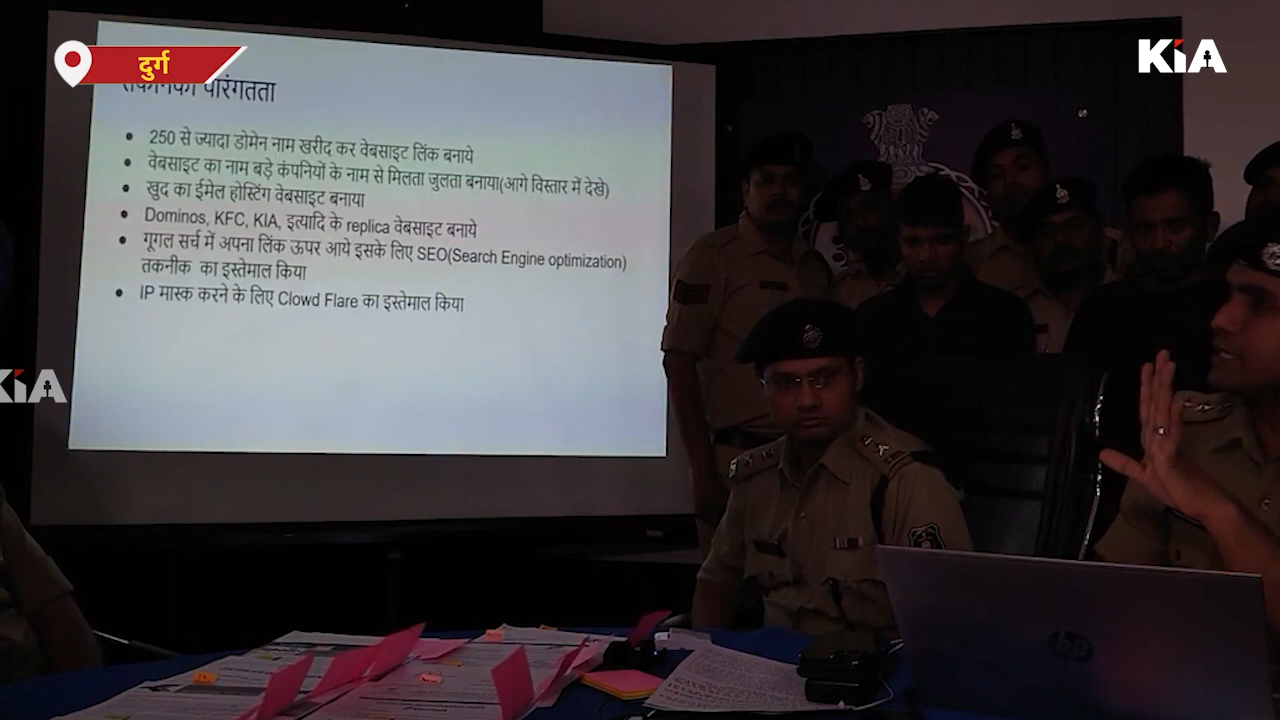 दुर्ग
KiA
पारंगतता
• 250 से ज्यादा डोमेन नाम खरीद कर वेबसाइट लिंक बनाये
• वेबसाइट का नाम बड़े कंपनियों के नाम से मिलता जुलता बनाया(आगे विस्तार में देखे)
• खुद का ईमेल होस्टिंग वेबसाइट बनाया
• Dominos, KFC, KIA, इत्यादि के replica वेबसाइट बनाये
• गूगल सर्च में अपना लिंक ऊपर आये इसके लिए SEO(Search Engine optimization)
तकनीक का इस्तेमाल किया
• IP मास्क करने के लिए Clowd Flare का इस्तेमाल किया
KiA
hp